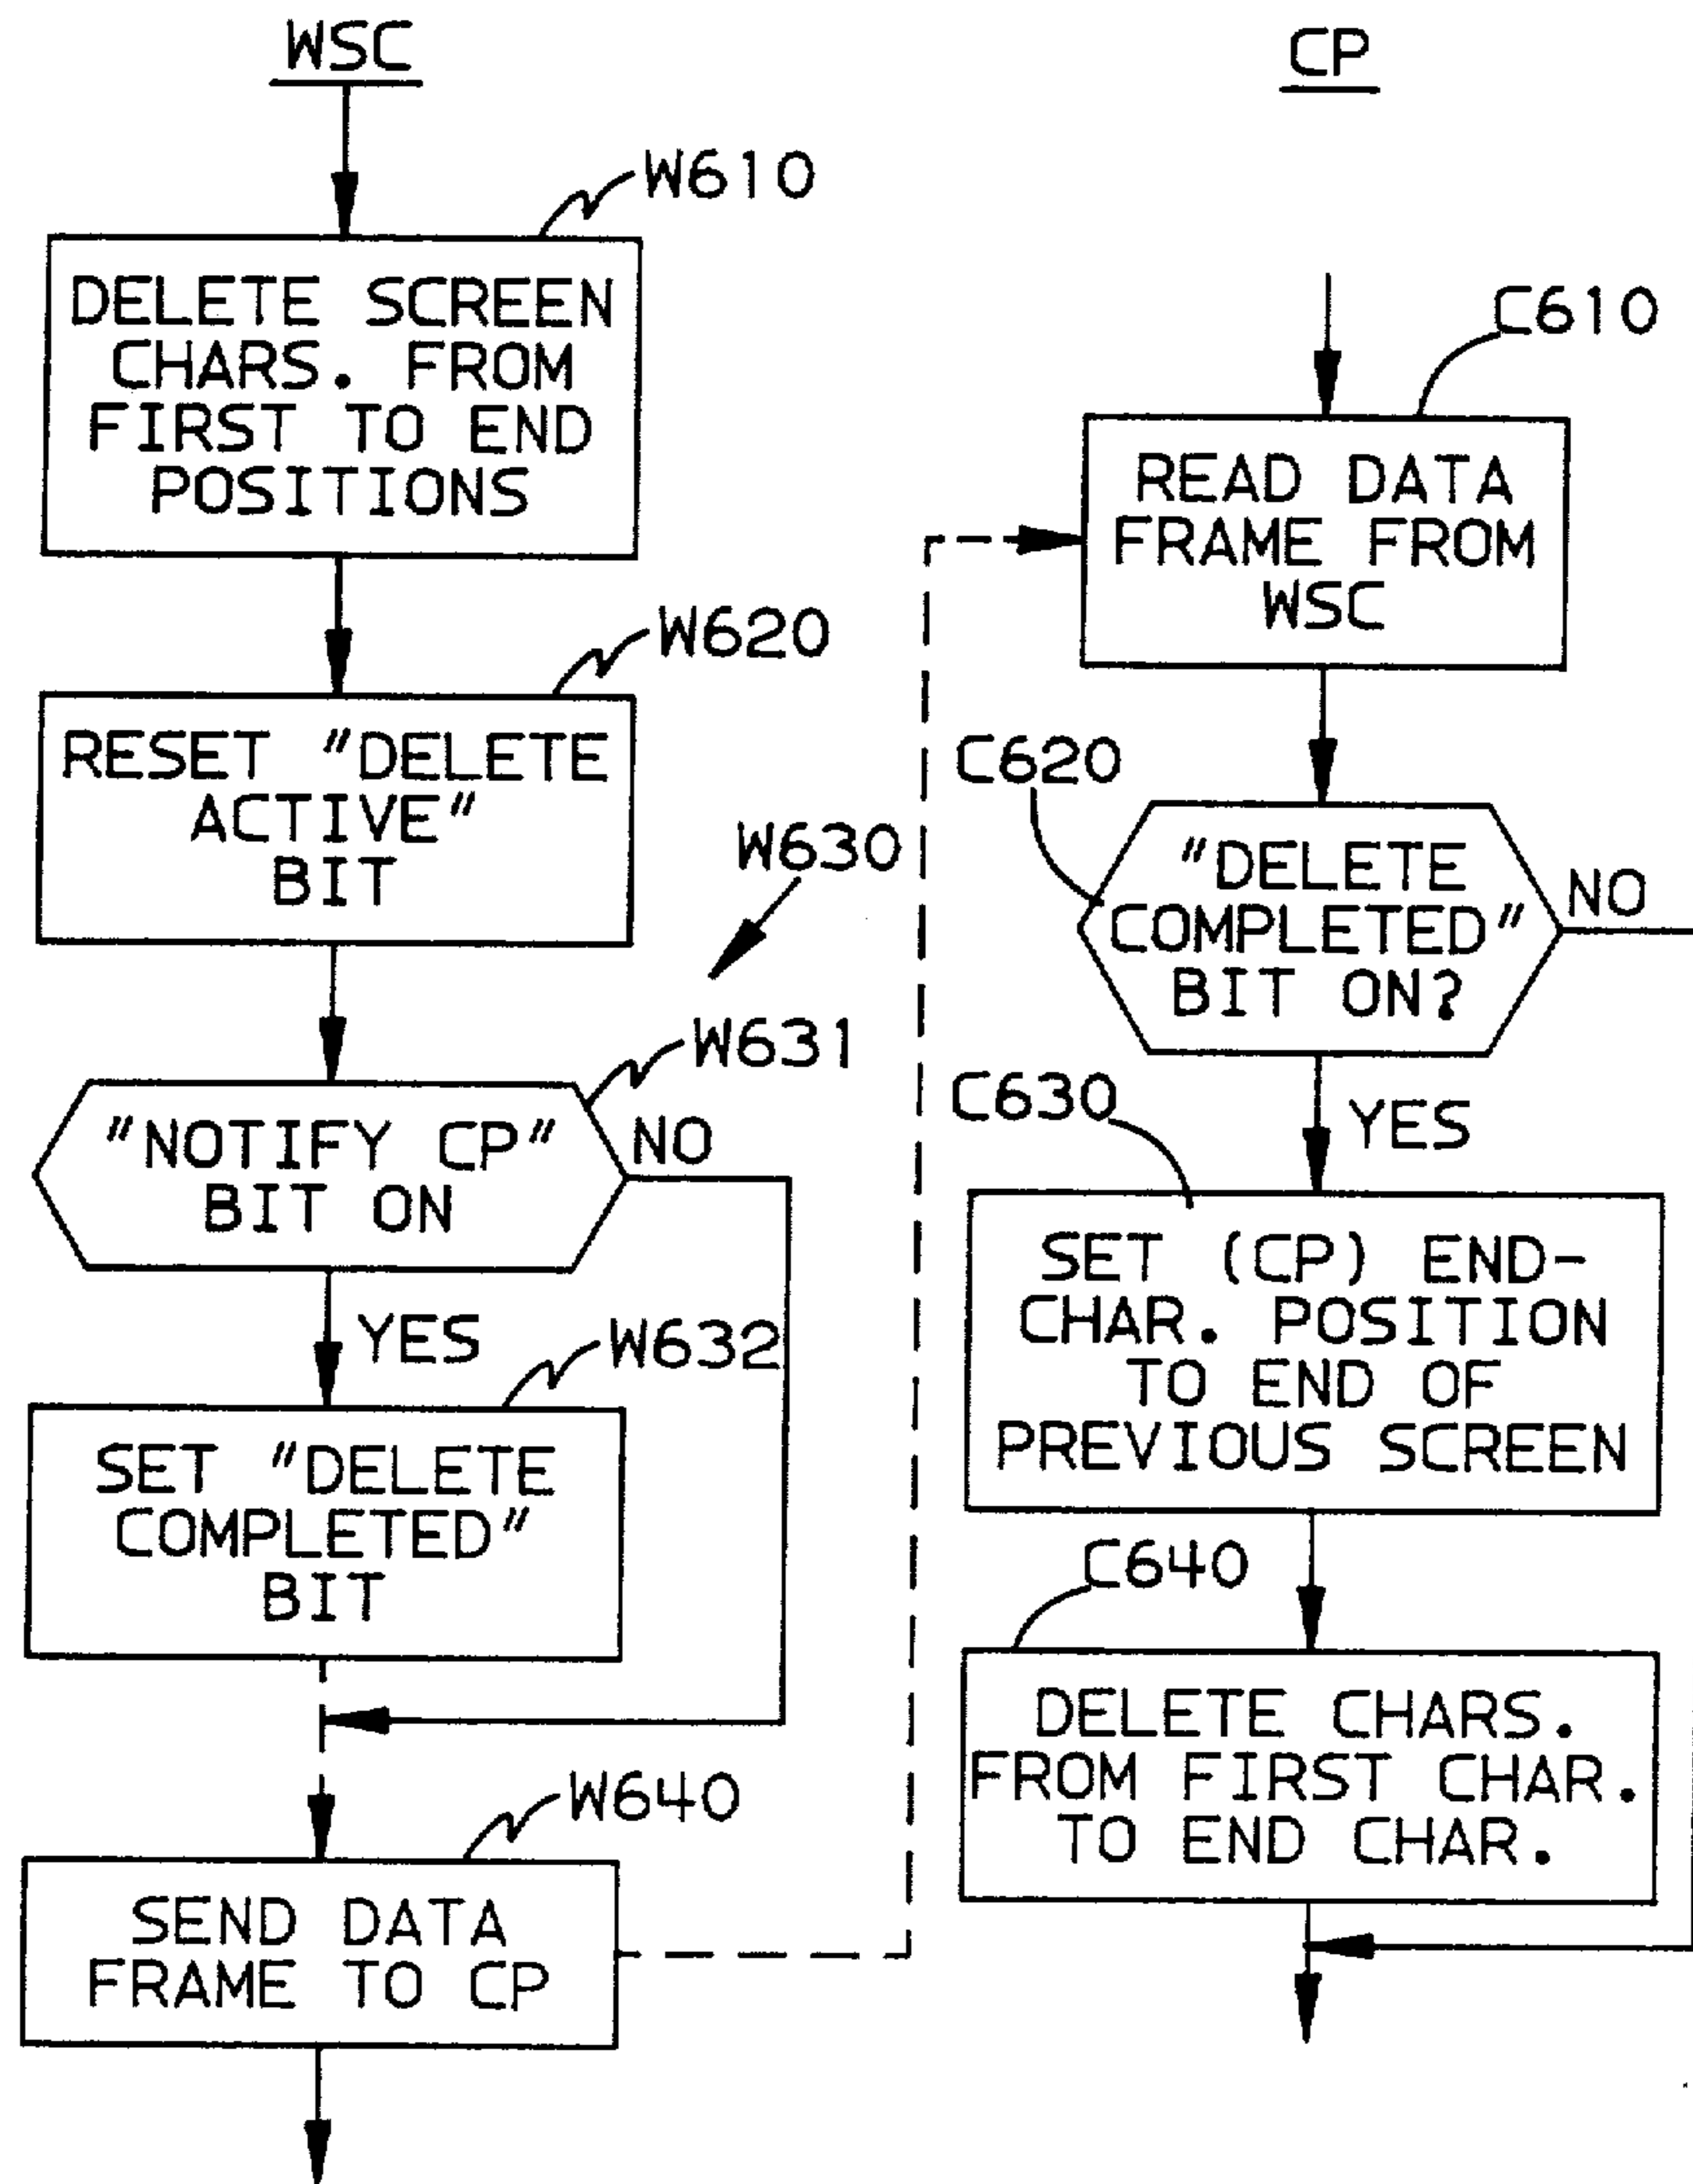 WSC
W610
DELETE SCREEN
CHARS. FROM
FIRST TO END
POSITIONS
W620
RESET "DELETE
ACTIVE"
BIT
W630
W631
"NOTIFY CP"
BIT ON
NO
YES
W632
SET "DELETE
COMPLETED"
BIT
W640
SEND DATA
FRAME TO CP
CP
C610
READ DATA
FRAME FROM
WSC
C620
"DELETE
COMPLETED"
BIT ON?
NO
YES
C630
SET (CP) END-
CHAR. POSITION
TO END OF
PREVIOUS SCREEN
C640
DELETE CHARS.
FROM FIRST CHAR.
TO END CHAR.